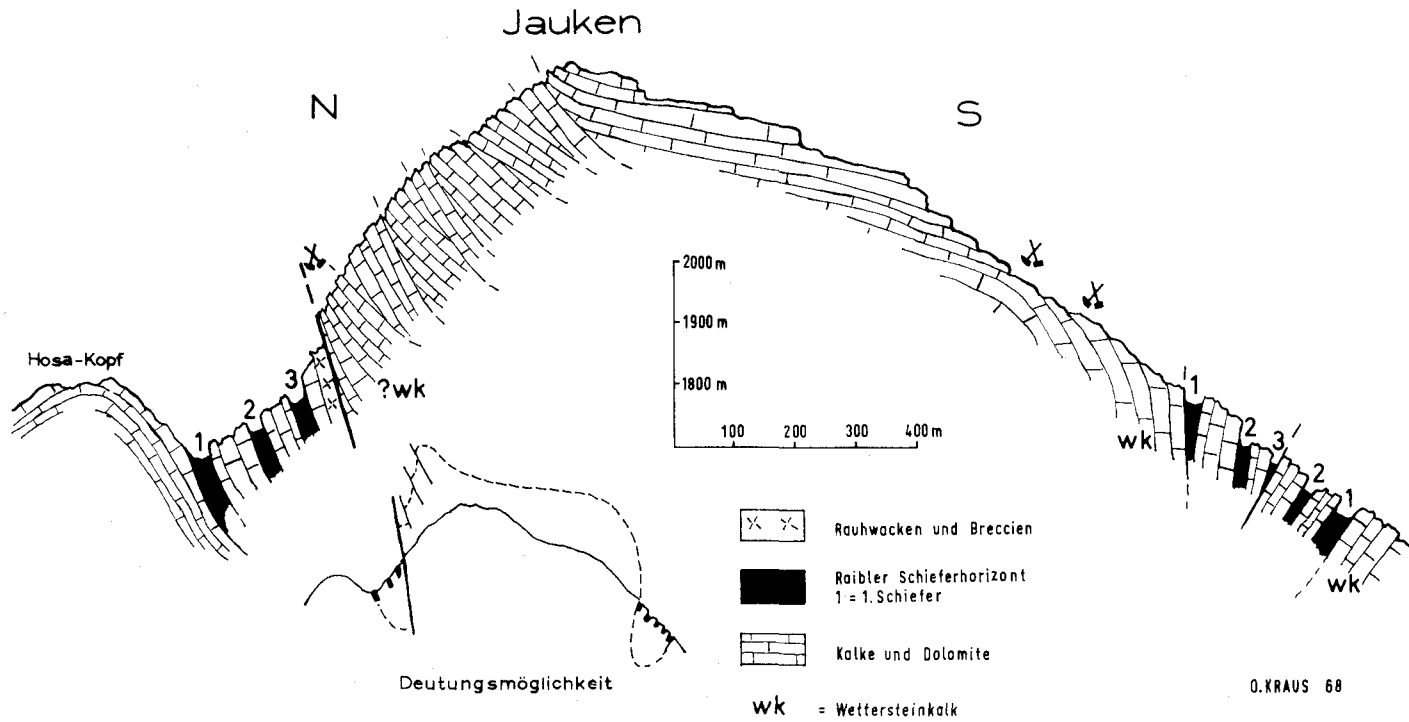 Jauken
N
S
2000 m
1900 m
1800 m
100 200 300 400 m
Hosa-Kopf
1 2 3
?wk
wk
1 2 3 2 1
wk
Deutungsmöglichkeit
Rauhwacken und Breccien
Raibler Schieferhorizont
1 = 1. Schiefer
Kalke und Dolomite
wk = Wettersteinkalk
O.KRAUS 68